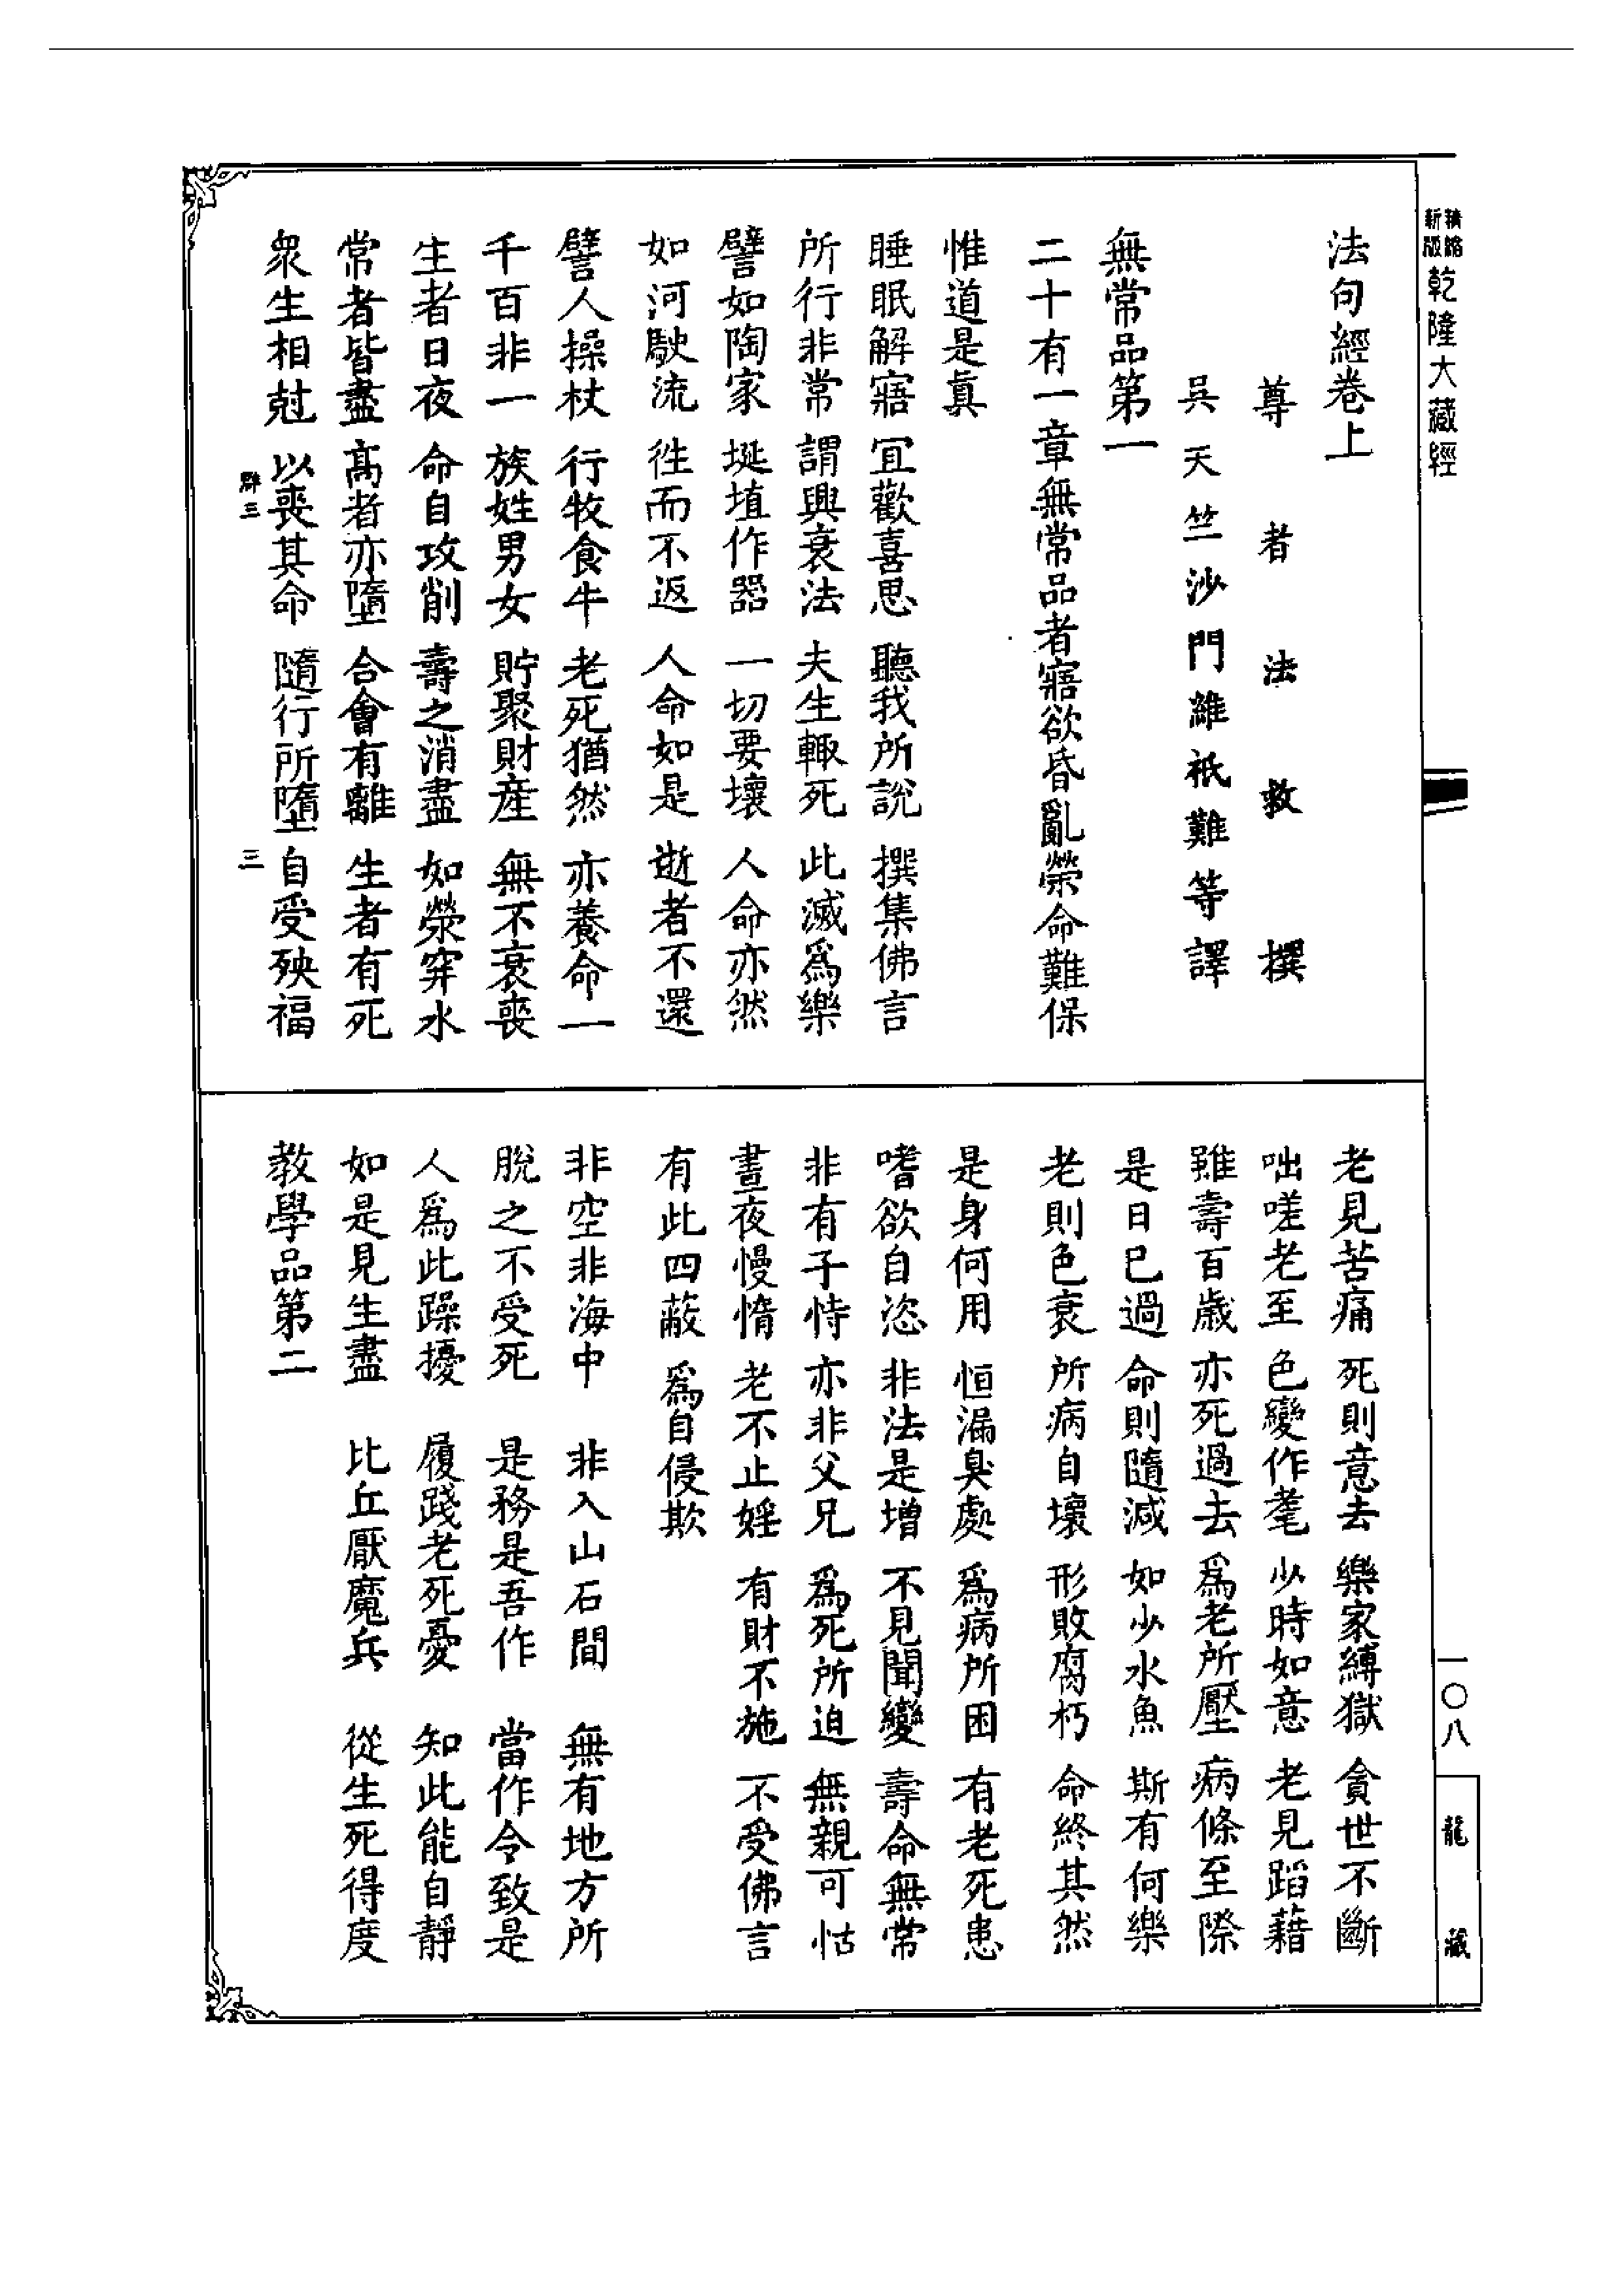 精縮
新版
乾隆大藏經
法句經卷上
尊者法救撰
吳天竺沙門維祇難等譯
無常品第一
二十有一章無常品者寤欲昏亂榮命難保
惟道是真
睡眠解寤 宜歡喜思 聽我所說 撰集佛言
所行非常 謂興衰法 夫生輒死 此滅為樂
譬如陶家 埏埴作器 一切要壞 人命亦然
如河駛流 往而不返 人命如是 逝者不還
譬人操杖 行牧食牛 老死猶然 亦養命一
千百非一 族姓男女 貯聚財產 無不衰喪
生者日夜 命自攻削 壽之消盡 如滎穽水
常者皆盡 高者亦墮 合會有離 生者有死
眾生相尅 以喪其命 隨行所墮 自受殃福
三
老見苦痛 死則意去 樂家縛獄 貪世不斷
咄嗟老至 色變作耄 少時如意 老見蹈藉
雖壽百歲 亦死過去 為老所壓 病條至際
是日已過 命則隨減 如少水魚 斯有何樂
老則色衰 所病自壞 形敗腐朽 命終其然
是身何用 恒漏臭處 為病所困 有老死患
嗜欲自恣 非法是增 不見聞變 壽命無常
非有子恃 亦非父兄 為死所迫 無親可怙
晝夜慢惰 老不止婬 有財不施 不受佛言
有此四蔽 為自侵欺
非空非海中 非入山石間 無有地方所
脫之不受死 是務是吾作 當作令致是
人為此躁擾 履踐老死憂 知此能自靜
如是見生盡 比丘厭魔兵 從生死得度
教學品第二
一〇八
龍藏